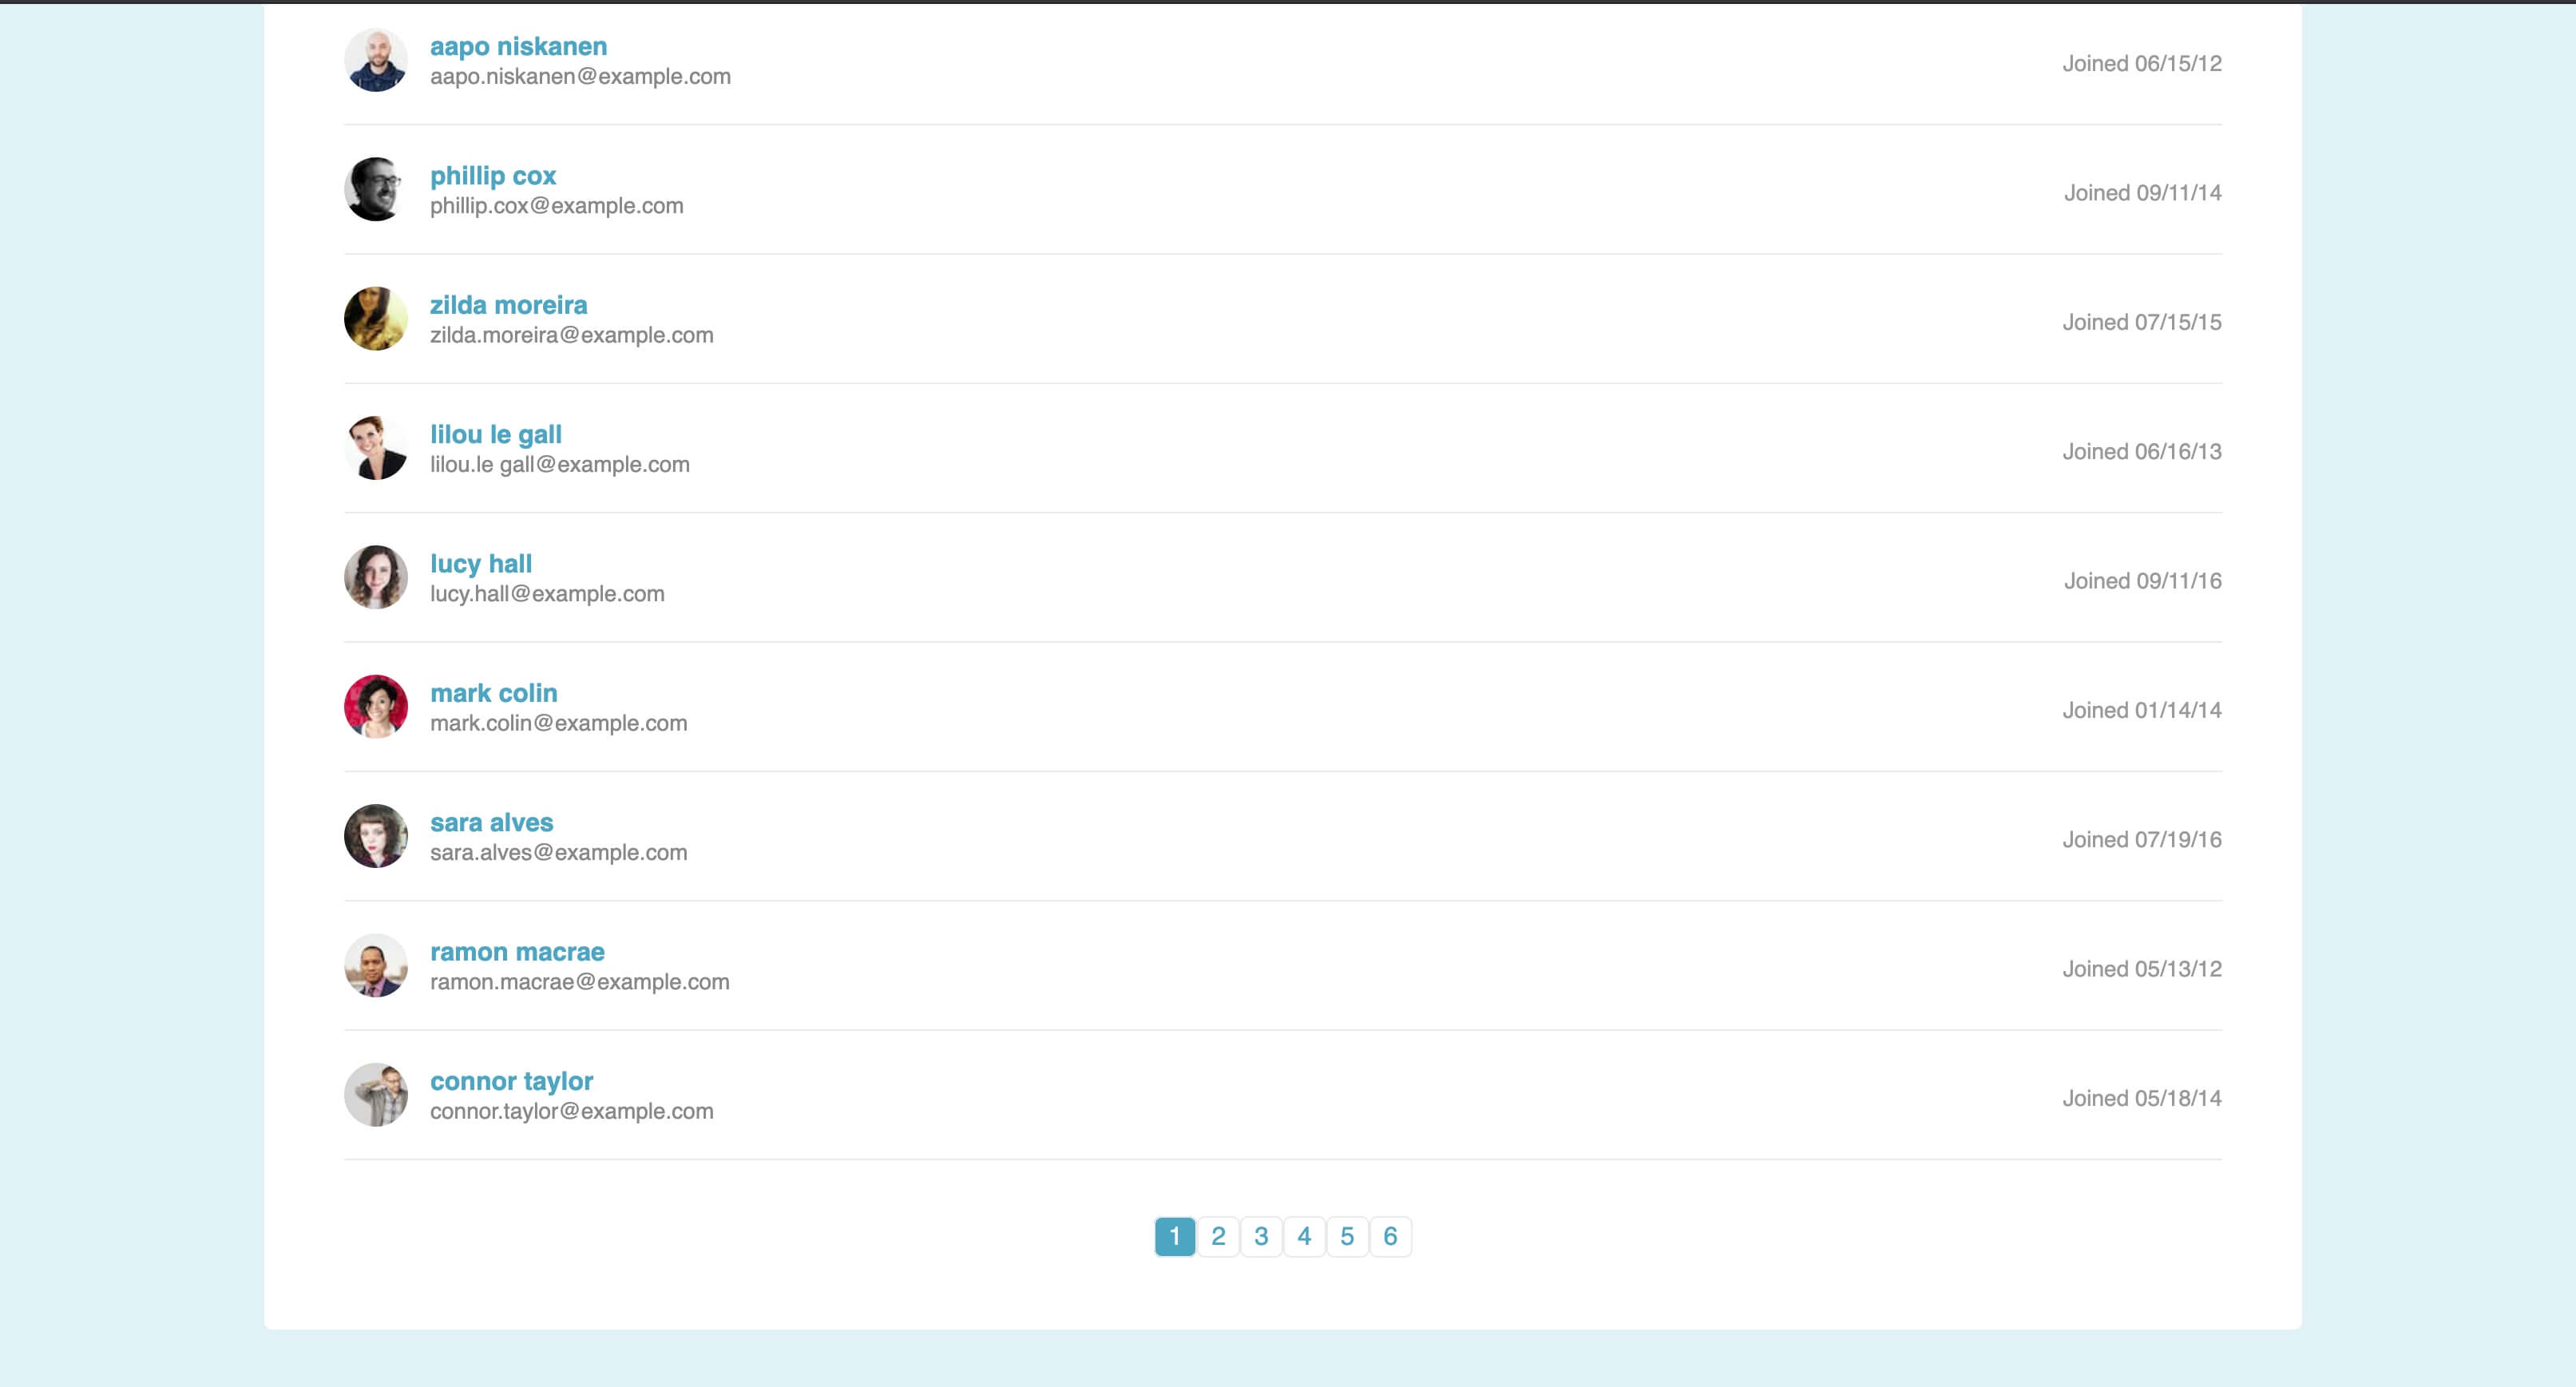 aapo niskanen
aapo.niskanen@example.com
Joined 06/15/12
phillip cox
phillip.cox@example.com
Joined 09/11/14
zilda moreira
zilda.moreira@example.com
Joined 07/15/15
lilou le gall
lilou.le gall@example.com
Joined 06/16/13
lucy hall
lucy.hall@example.com
Joined 09/11/16
mark colin
mark.colin@example.com
Joined 01/14/14
sara alves
sara.alves@example.com
Joined 07/19/16
ramon macrae
ramon.macrae@example.com
Joined 05/13/12
connor taylor
connor.taylor@example.com
Joined 05/18/14
1 2 3 4 5 6